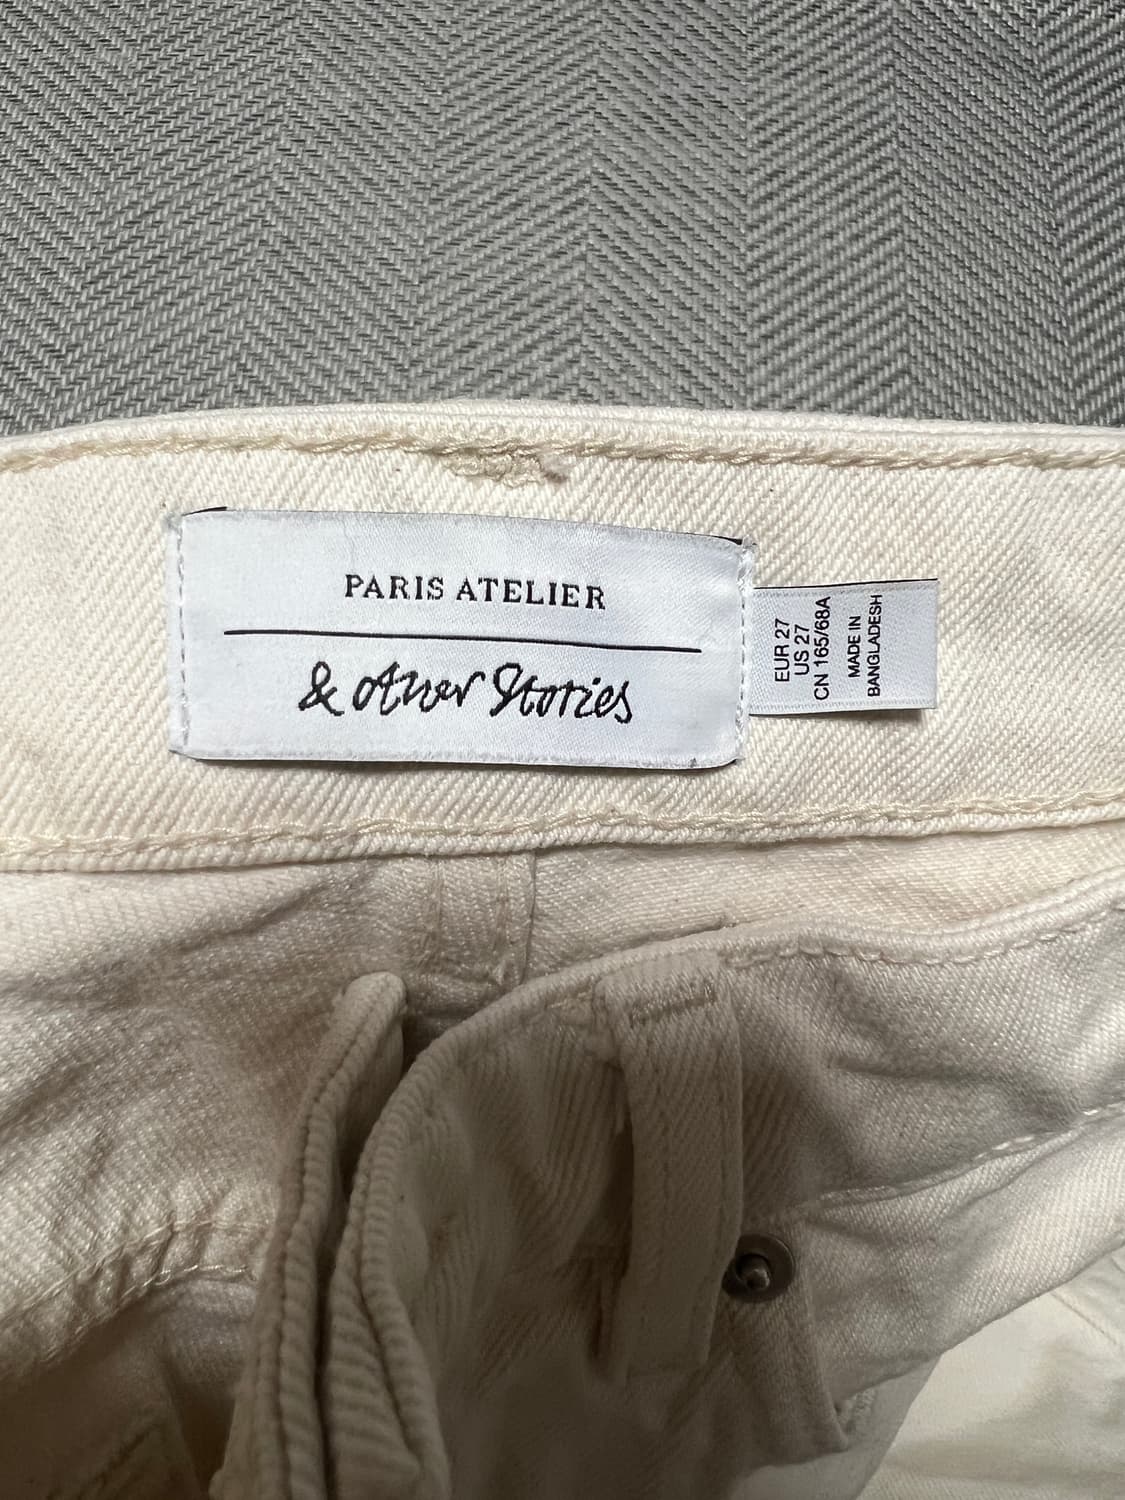 PARIS ATELIER
& other Stories
EUR 27
US 27
CN 165/68A
MADE IN
BANGLADESH